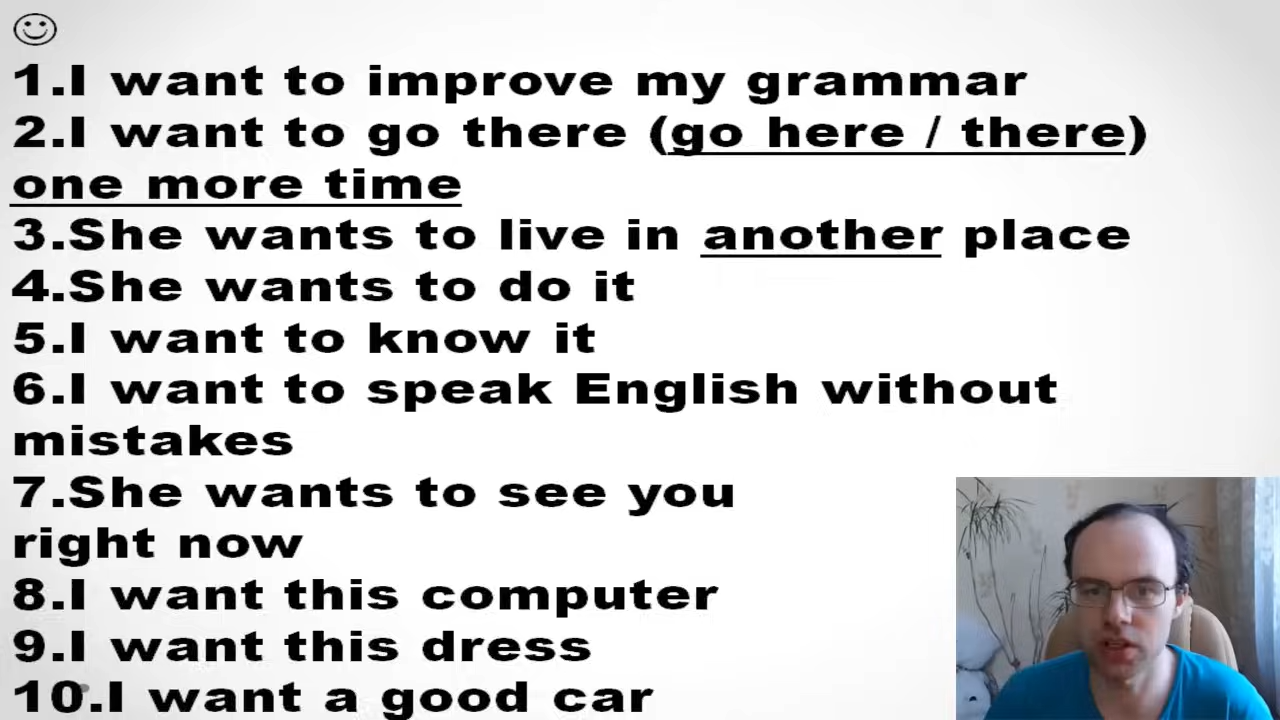 1.I want to improve my grammar
2.I want to go there (go here / there)
one more time
3.She wants to live in another place
4.She wants to do it
5.I want to know it
6.I want to speak English without
mistakes
7.She wants to see you
right now
8.I want this computer
9.I want this dress
10.I want a good car